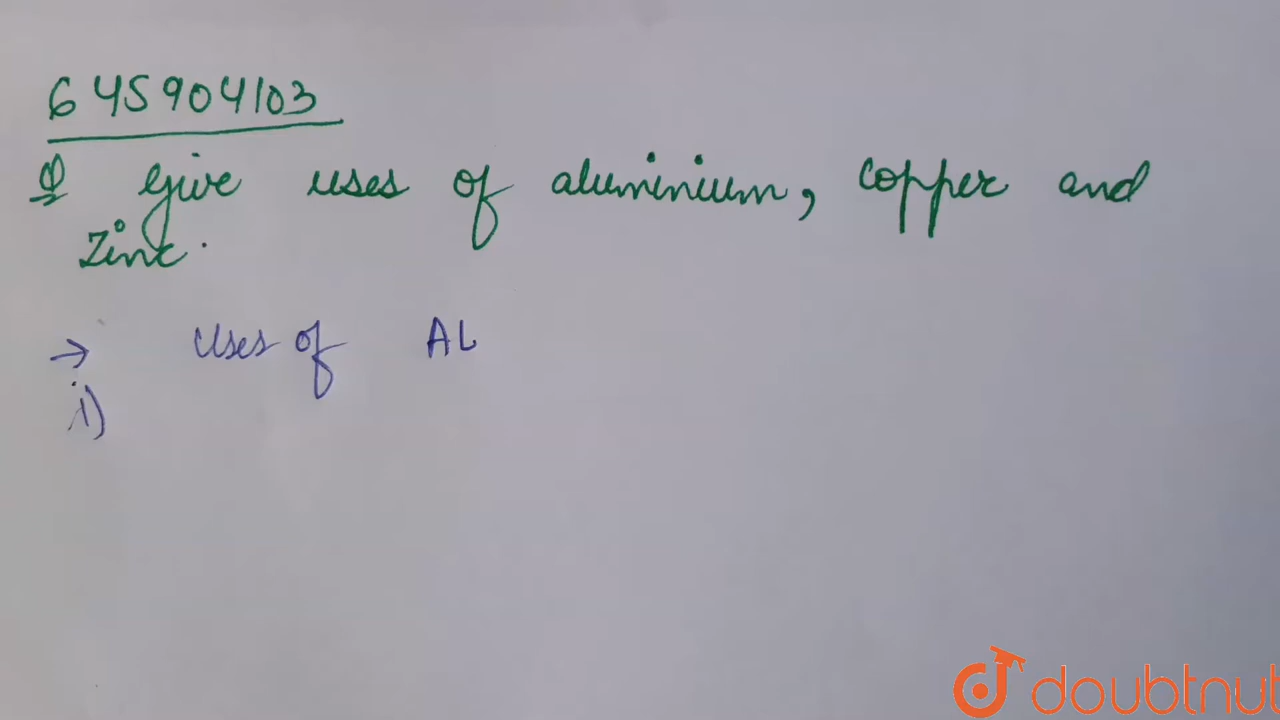 645904103
Q Give uses of aluminium, copper and
Zinc.
→ Uses of Al
i)
doubtnut